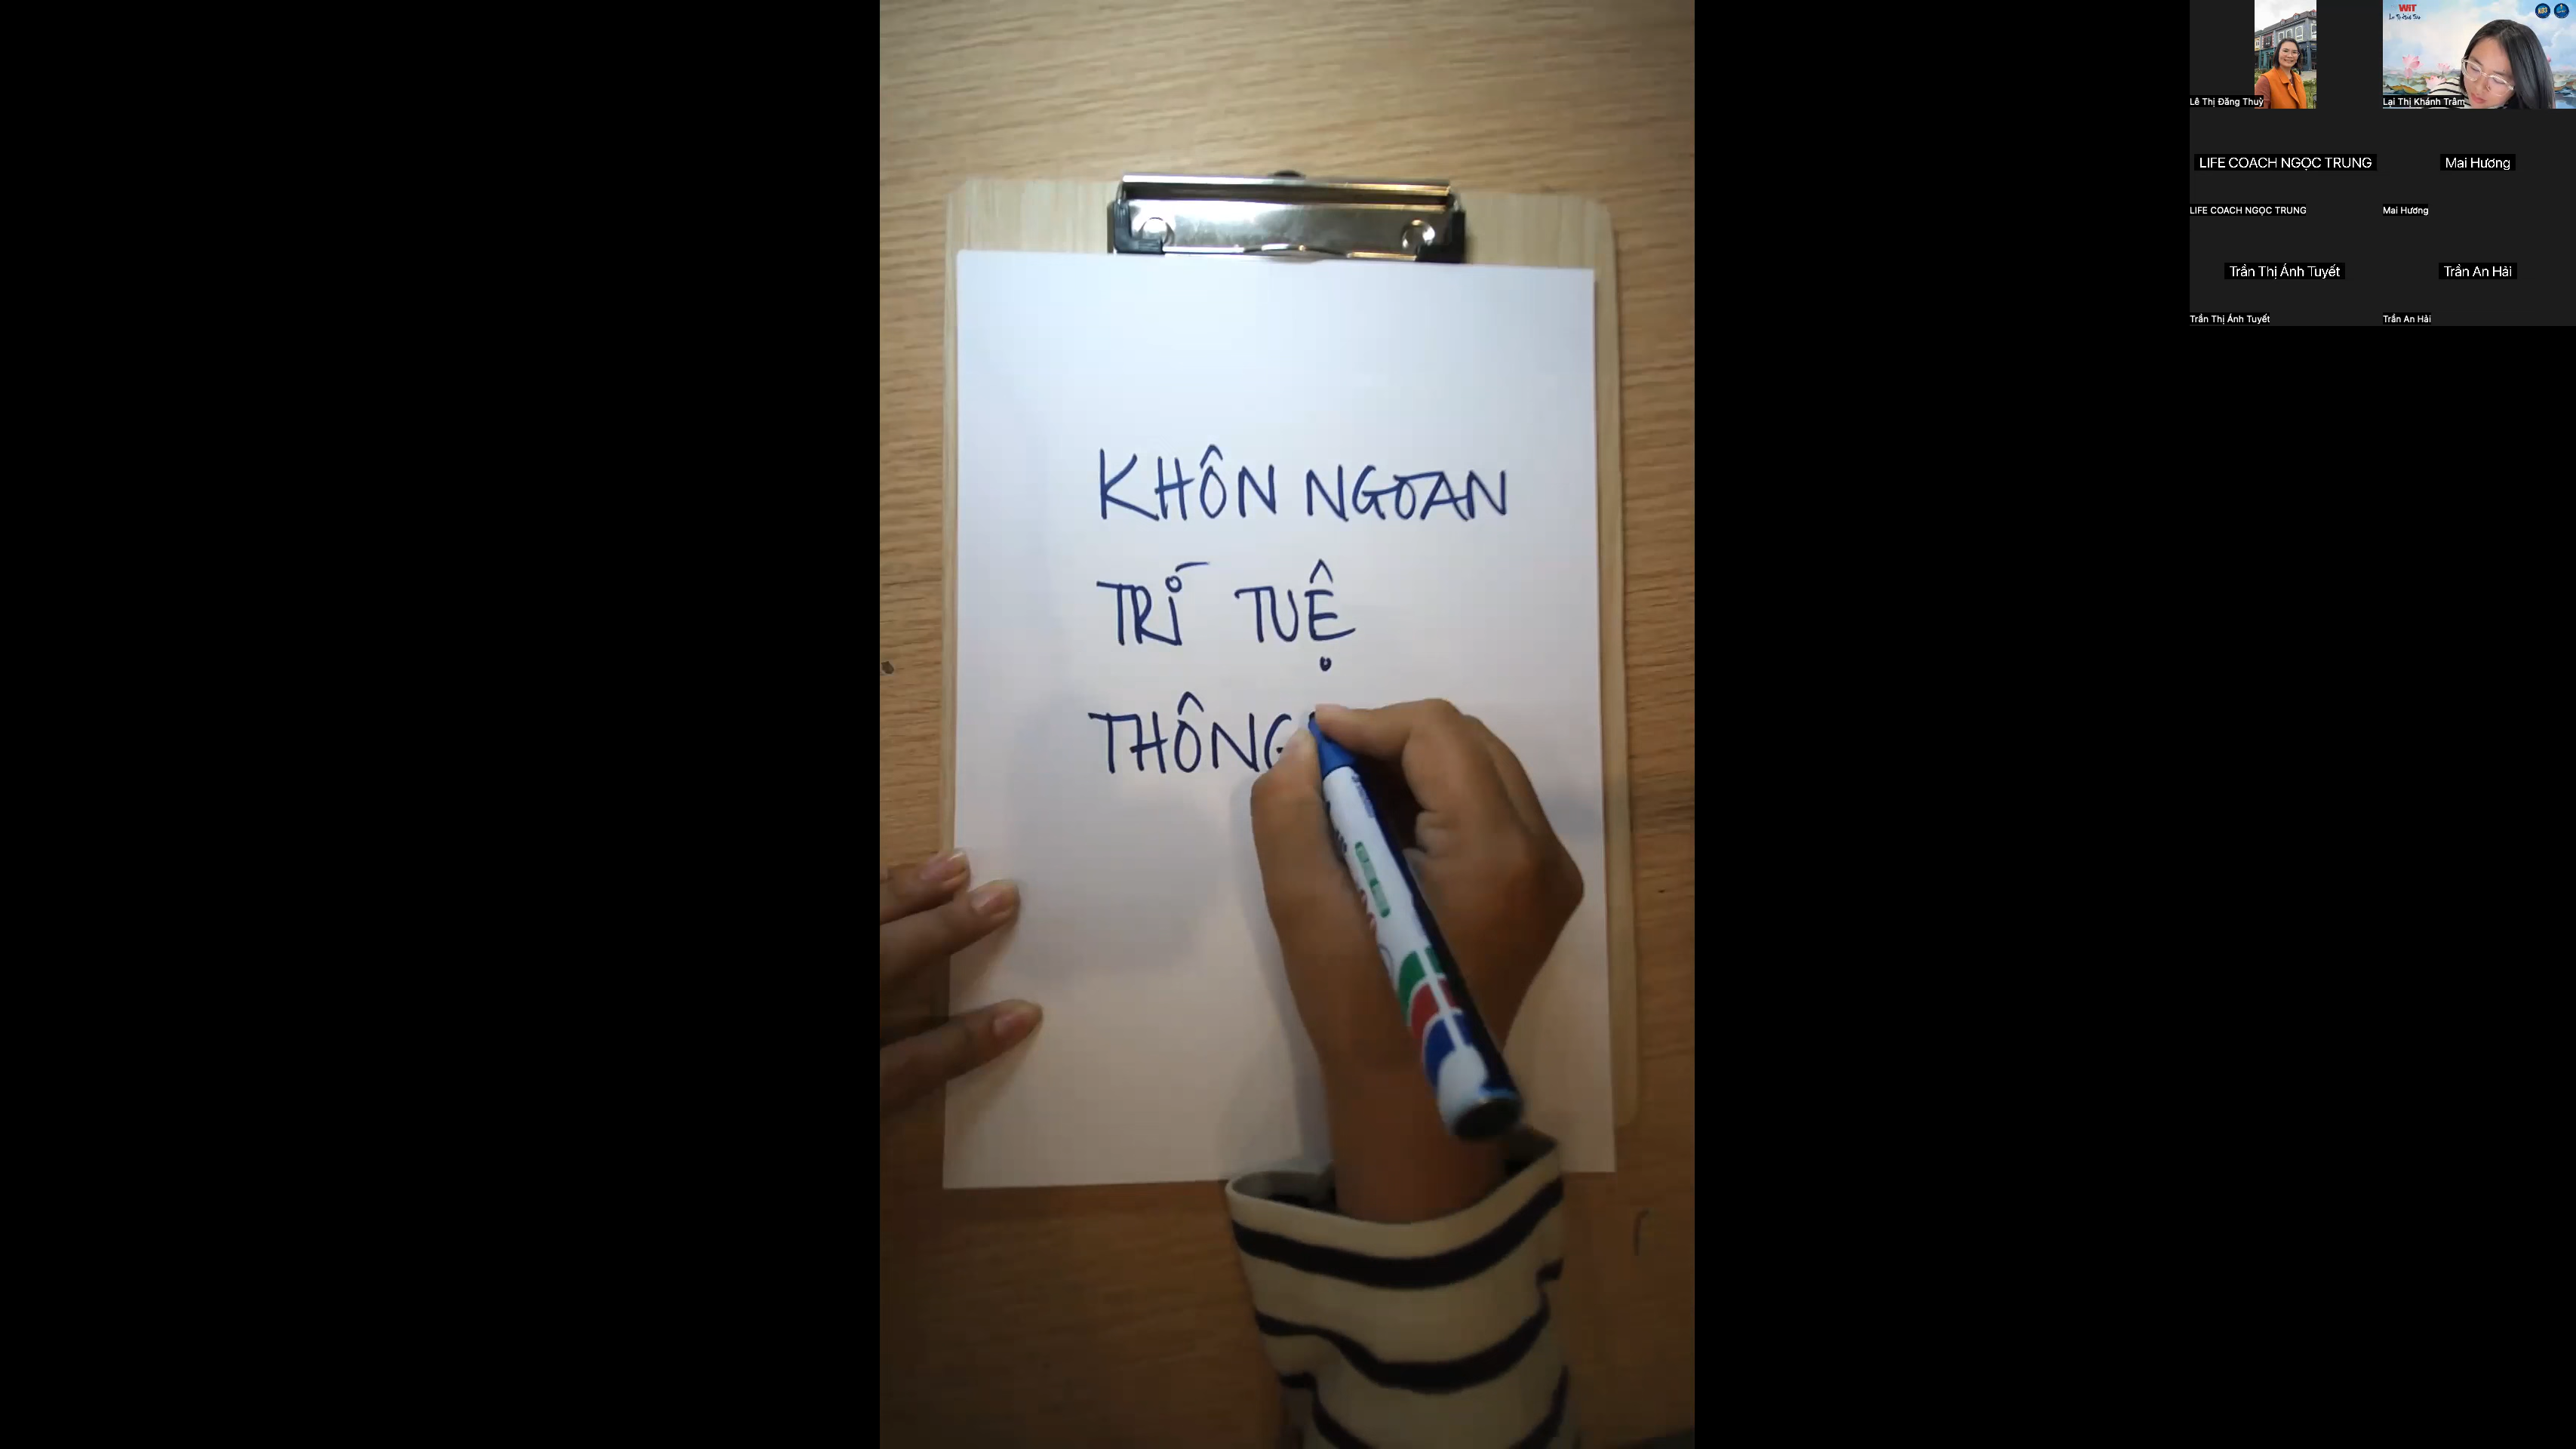 KHÔN NGOAN
TRÍ TUỆ
THÔNG
WiT
Lê Thị Đăng Thuỳ
Lại Thị Khánh Trâm
LIFE COACH NGỌC TRUNG
Mai Hương
LIFE COACH NGỌC TRUNG
Mai Hương
Trần Thị Ánh Tuyết
Trần An Hải
Trần Thị Ánh Tuyết
Trần An Hải